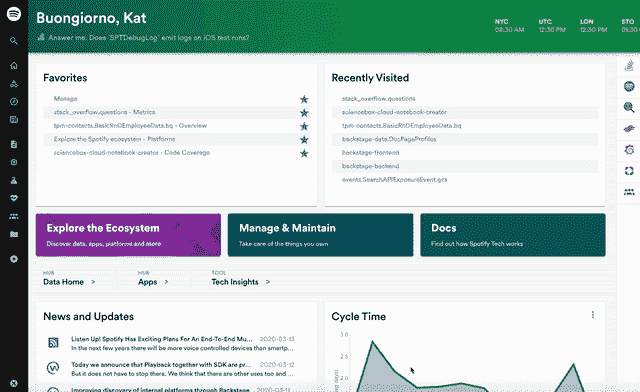 Buongiorno, Kat
Answer me. Does `SPTDebugLog` emit logs on iOS test runs?
NYC
08:30 AM
UTC
12:30 PM
LON
12:30 PM
STO
Favorites
Manage
stack_overflow.questions - Metrics
tpm-contacts.BasicRnDEmployeeData.bq - Overview
Explore the Spotify ecosystem - Platforms
sciencebox-cloud-notebook-creator - Code Coverage
Recently Visited
stack_overflow.questions
sciencebox-cloud-notebook-creator
tpm-contacts.BasicRnDEmployeeData.bq
backstage-data.DocPageProfiles
backstage-frontend
backstage-backend
events.SearchAPIExposureEvent.gcs
Explore the Ecosystem
Discover data, apps, platforms and more
Manage & Maintain
Take care of the things you own
Docs
Find out how Spotify Tech works
HUB
Data Home >
HUB
Apps >
TOOL
Tech Insights >
News and Updates
Listen Up! Spotify Has Exciting Plans For An End-To-End Mu... 2020-03-13
In the next few years there will be more voice controlled devices than smartp...
Today we announce that Playback together with SDK are pr... 2020-03-13
But it does not have to stop there. We think that there are other uses too and ...
Improving discovery of internal platforms through Backstage
Cycle Time
3.0
2.5
2.0